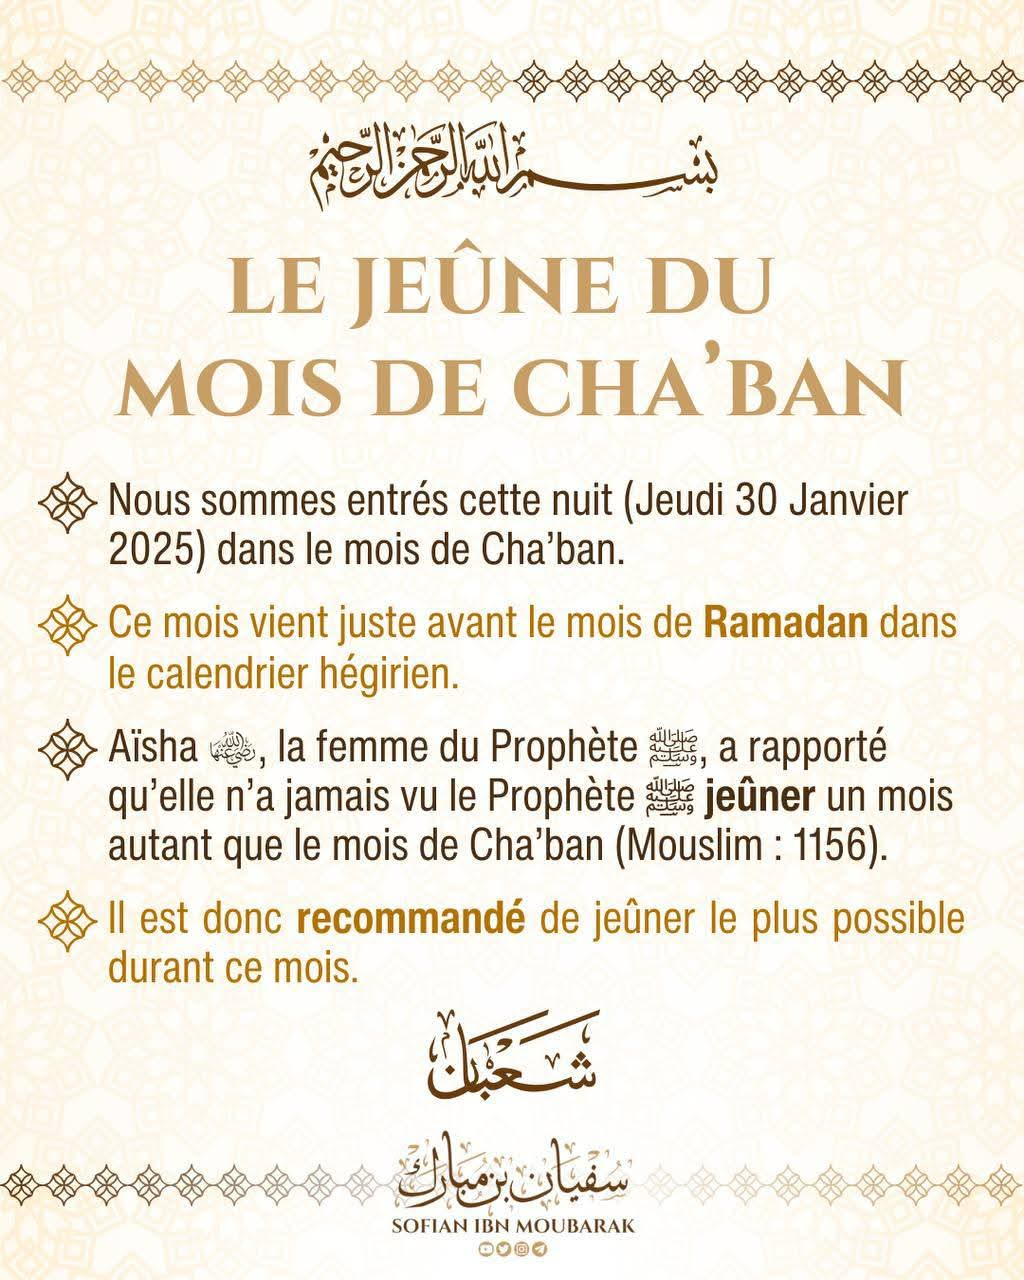 بسم الله الرحمن الرحيم
LE JEÛNE DU
MOIS DE CHA’BAN
Nous sommes entrés cette nuit (Jeudi 30 Janvier
2025) dans le mois de Cha’ban.
Ce mois vient juste avant le mois de Ramadan dans
le calendrier hégirien.
Aïsha رضي الله عنها, la femme du Prophète ﷺ, a rapporté
qu’elle n’a jamais vu le Prophète ﷺ jeûner un mois
autant que le mois de Cha’ban (Mouslim : 1156).
Il est donc recommandé de jeûner le plus possible
durant ce mois.
شَعْبَان
سفيان بن مبارك
SOFIAN IBN MOUBARAK